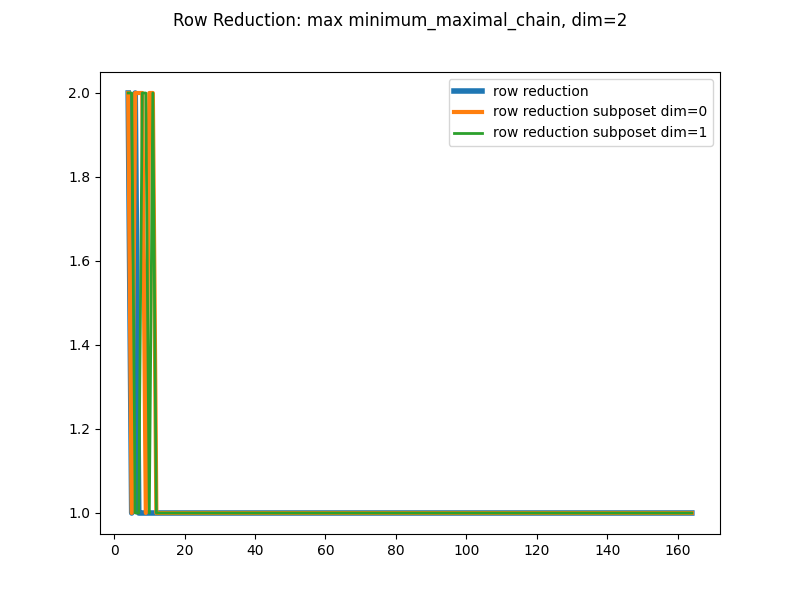 Row Reduction: max minimum_maximal_chain, dim=2
row reduction
row reduction subposet dim=0
row reduction subposet dim=1
2.0
1.8
1.6
1.4
1.2
1.0
0 20 40 60 80 100 120 140 160